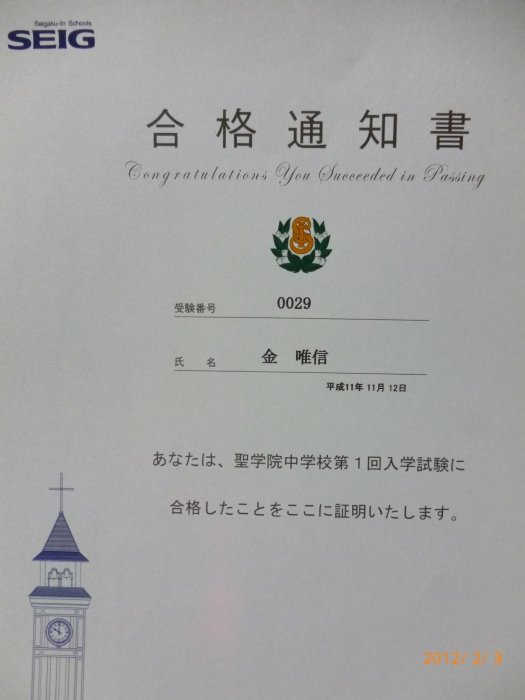 Seigaku-In Schools
SEIG
合格通知書
Congratulations You Succeeded in Passing
受験番号 0029
氏 名 金 唯信
平成11年 11月 12日
あなたは、聖学院中学校第1回入学試験に
合格したことをここに証明いたします。
2012/ 2/ 3